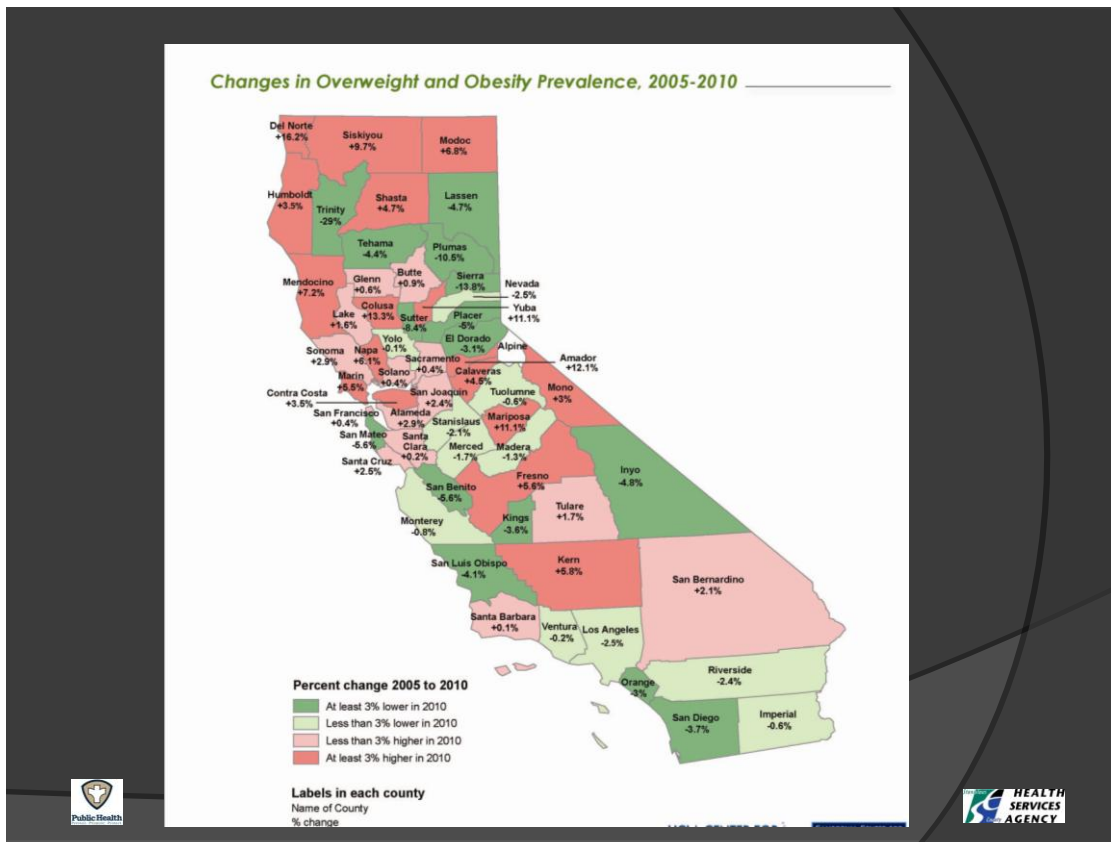 Changes in Overweight and Obesity Prevalence, 2005-2010
Del Norte
+16.2%
Siskiyou
+9.7%
Modoc
+6.8%
Humboldt
+3.5%
Trinity
-29%
Shasta
+4.7%
Lassen
-4.7%
Tehama
-4.4%
Plumas
-10.5%
Mendocino
+7.2%
Glenn
+0.6%
Butte
+0.9%
Sierra
-13.8%
Nevada
-2.5%
Lake
+1.6%
Colusa
+13.3%
Sutter
-8.4%
Placer
-5%
Yuba
+11.1%
Yolo
-0.1%
El Dorado
-3.1%
Alpine
Sonoma
+2.9%
Napa
+6.1%
Sacramento
+0.4%
Amador
+12.1%
Marin
+5.5%
Solano
+0.4%
Calaveras
+4.5%
Contra Costa
+3.5%
San Joaquin
+2.4%
Tuolumne
-0.6%
Mono
+3%
San Francisco
+0.4%
Alameda
+2.9%
Stanislaus
-2.1%
Mariposa
+11.1%
San Mateo
-5.6%
Santa
Clara
+0.2%
Merced
-1.7%
Madera
-1.3%
Santa Cruz
+2.5%
Inyo
-4.8%
Fresno
+5.6%
San Benito
-5.6%
Tulare
+1.7%
Monterey
-0.8%
Kings
-3.6%
San Luis Obispo
-4.1%
Kern
+5.8%
San Bernardino
+2.1%
Santa Barbara
+0.1%
Ventura
-0.2%
Los Angeles
-2.5%
Orange
-3%
Riverside
-2.4%
San Diego
-3.7%
Imperial
-0.6%
Percent change 2005 to 2010
At least 3% lower in 2010
Less than 3% lower in 2010
Less than 3% higher in 2010
At least 3% higher in 2010
Labels in each county
Name of County
% change
Public Health
HEALTH
SERVICES
AGENCY